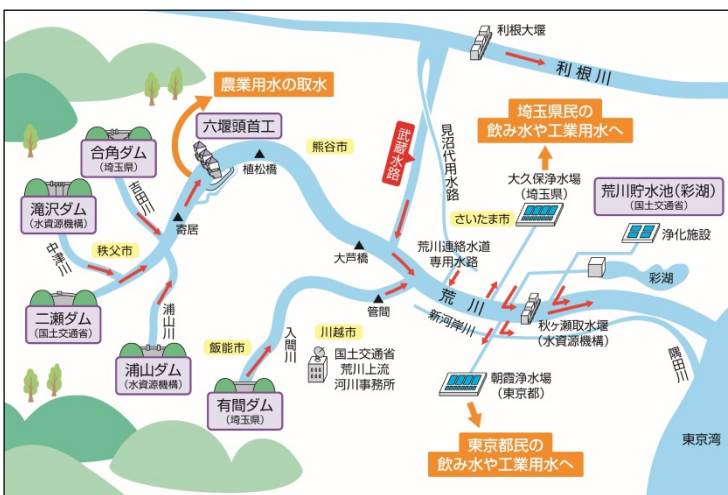 利根大堰
利根川
農業用水の取水
六堰頭首工
熊谷市
植松橋
武蔵水路
見沼代用水路
埼玉県民の
飲み水や工業用水へ
大久保浄水場
(埼玉県)
荒川貯水池(彩湖)
(国土交通省)
浄化施設
彩湖
さいたま市
合角ダム
(埼玉県)
吉田川
滝沢ダム
(水資源機構)
中津川
秩父市
寄居
二瀬ダム
(国土交通省)
浦山川
浦山ダム
(水資源機構)
大芦橋
荒川連絡水道
専用水路
荒川
管間
新河岸川
秋ヶ瀬取水堰
(水資源機構)
隅田川
川越市
入間川
飯能市
国土交通省
荒川上流
河川事務所
有間ダム
(埼玉県)
朝霞浄水場
(東京都)
東京都民の
飲み水や工業用水へ
東京湾